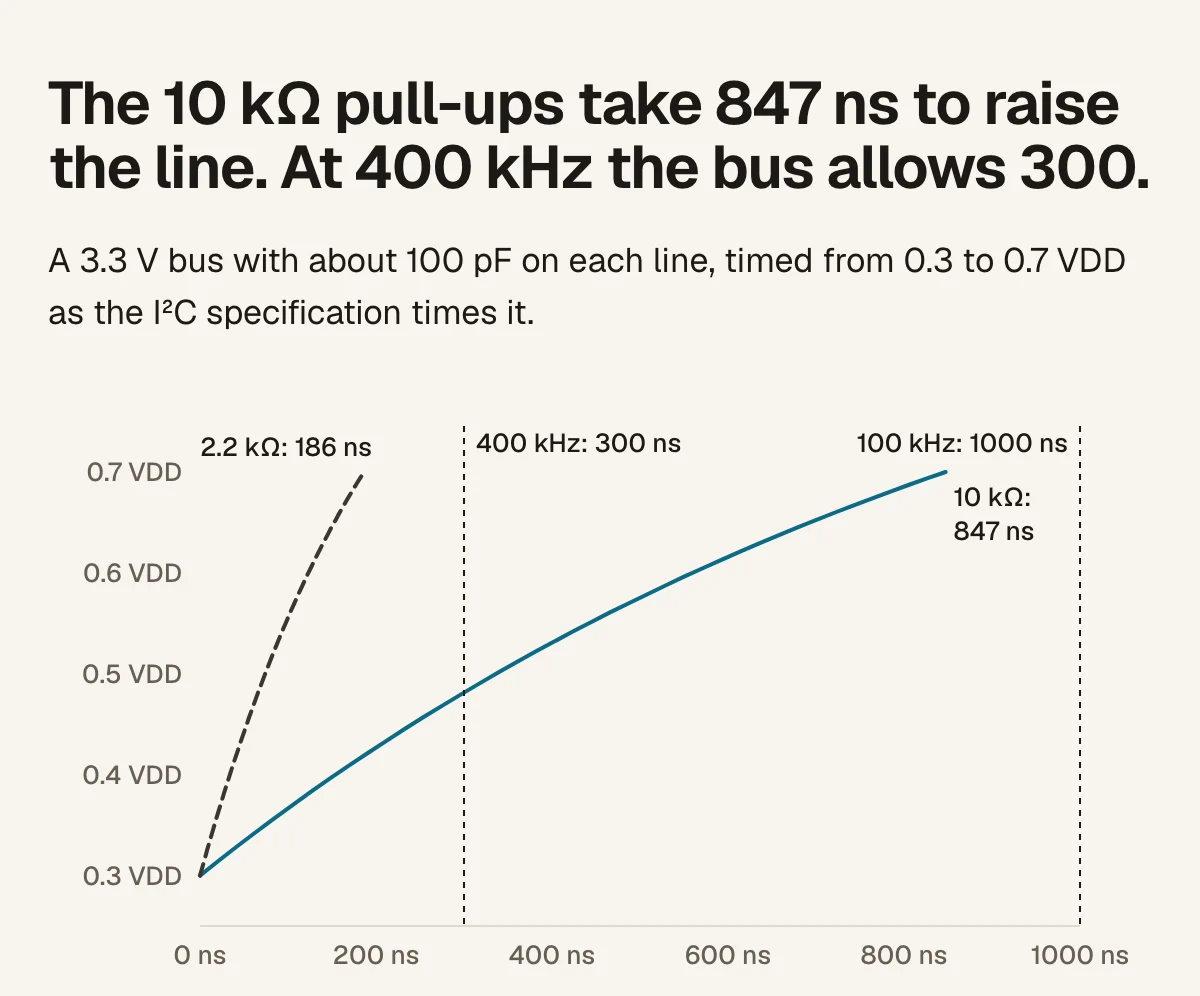 The 10 kΩ pull-ups take 847 ns to raise
the line. At 400 kHz the bus allows 300.
A 3.3 V bus with about 100 pF on each line, timed from 0.3 to 0.7 VDD
as the I²C specification times it.
2.2 kΩ: 186 ns
400 kHz: 300 ns
100 kHz: 1000 ns
0.7 VDD
10 kΩ:
847 ns
0.6 VDD
0.5 VDD
0.4 VDD
0.3 VDD
0 ns
200 ns
400 ns
600 ns
800 ns
1000 ns